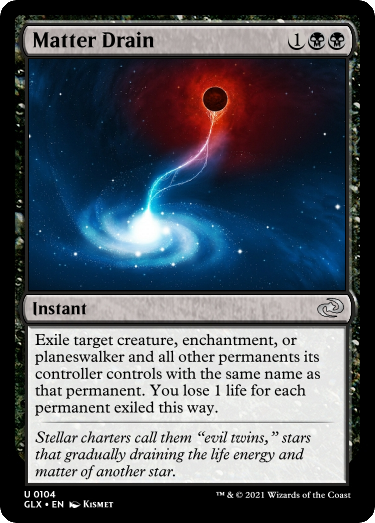 Matter Drain 1
Instant
Exile target creature, enchantment, or
planeswalker and all other permanents its
controller controls with the same name as
that permanent. You lose 1 life for each
permanent exiled this way.
Stellar charters call them “evil twins,” stars
that gradually draining the life energy and
matter of another star.
U 0104
GLX • EN Kismet ™ & © 2021 Wizards of the Coast